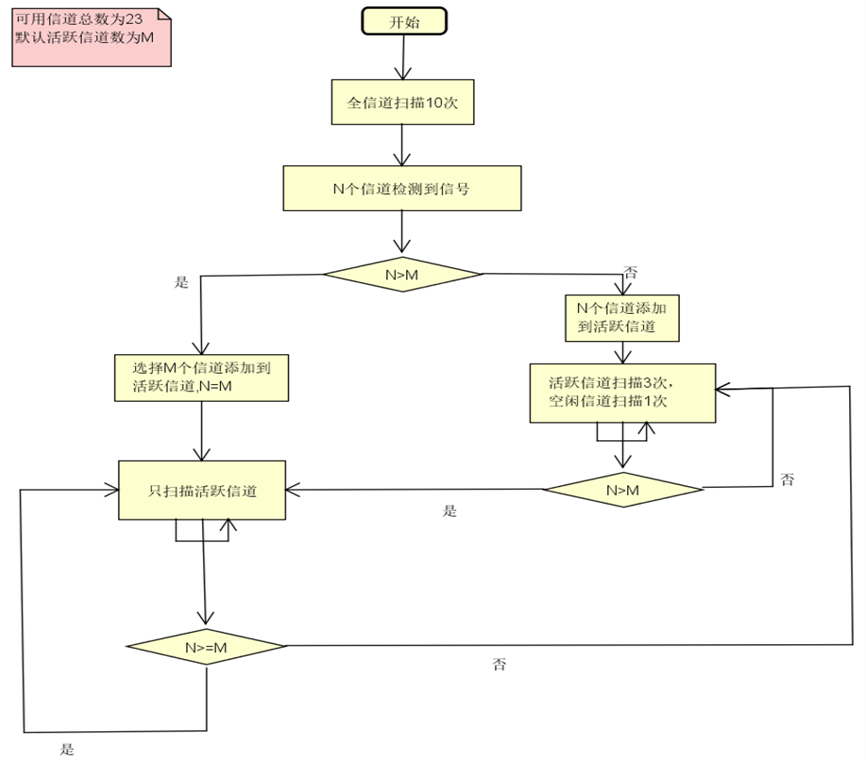 可用信道总数为23
默认活跃信道数为M
开始
全信道扫描10次
N个信道检测到信号
N>M
是
否
N个信道添加
到活跃信道
选择M个信道添加到
活跃信道,N=M
活跃信道扫描3次，
空闲信道扫描1次
只扫描活跃信道
N>M
否
是
N>=M
否
是